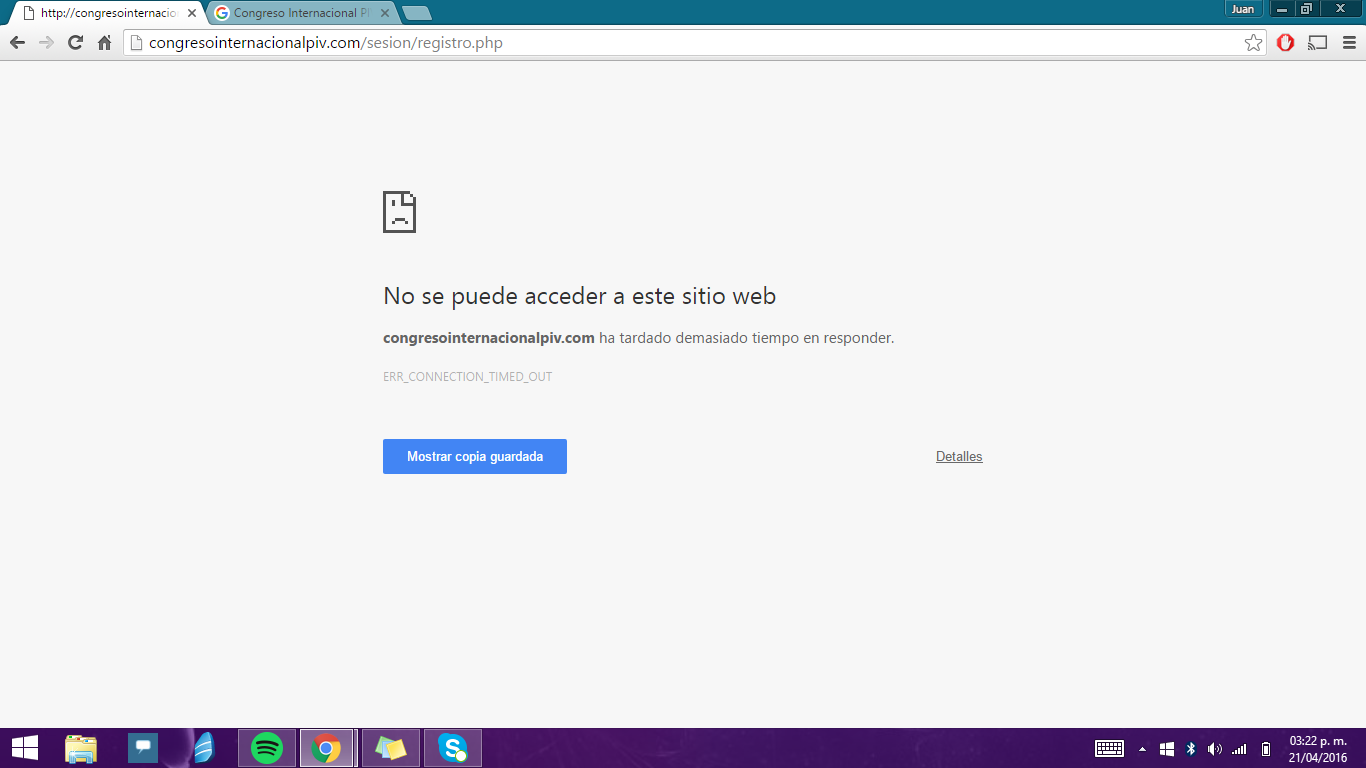 http://congresointernacio
Congreso Internacional P
Juan
congresointernacionalpiv.com/sesion/registro.php
No se puede acceder a este sitio web
congresointernacionalpiv.com ha tardado demasiado tiempo en responder.
ERR_CONNECTION_TIMED_OUT
Mostrar copia guardada
Detalles
03:22 p. m.
21/04/2016